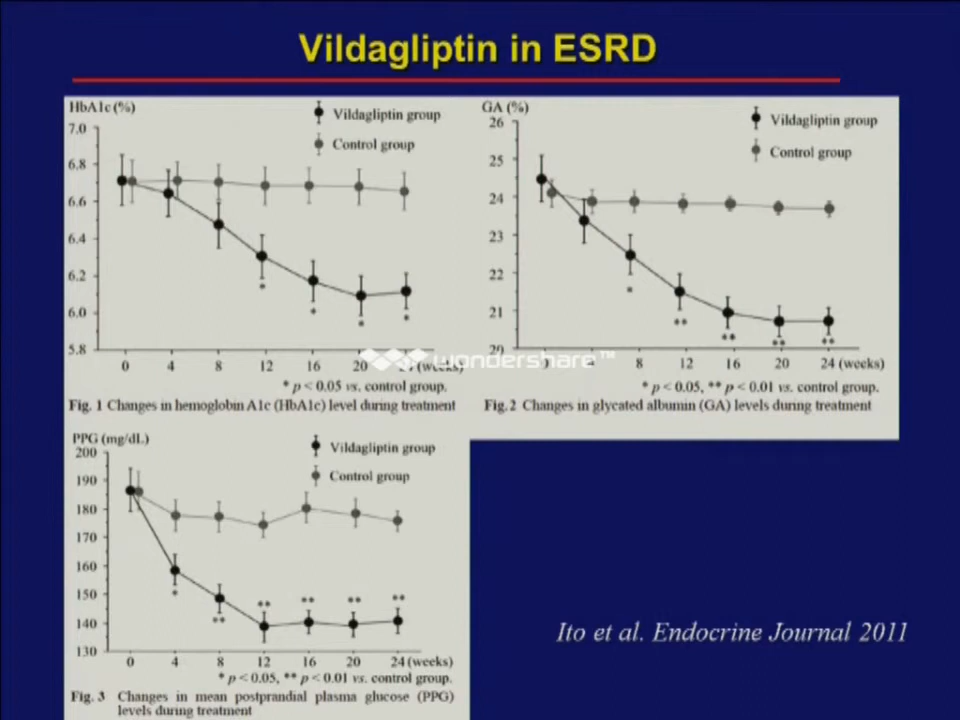 Vildagliptin in ESRD
HbA1c (%)
Vildagliptin group
Control group
7.0
6.8
6.6
6.4
6.2
6.0
5.8
0 4 8 12 16 20 24 (weeks)
* p < 0.05 vs. control group.
Fig. 1 Changes in hemoglobin A1c (HbA1c) level during treatment
GA (%)
Vildagliptin group
Control group
26
25
24
23
22
21
20
* ** ** ** **
4 8 12 16 20 24 (weeks)
* p < 0.05, ** p < 0.01 vs. control group.
Fig. 2 Changes in glycated albumin (GA) levels during treatment
wondershare™
PPG (mg/dL)
Vildagliptin group
Control group
200
190
180
170
160
150
140
130
* ** ** ** ** **
0 4 8 12 16 20 24 (weeks)
* p < 0.05, ** p < 0.01 vs. control group.
Fig. 3 Changes in mean postprandial plasma glucose (PPG)
levels during treatment
Ito et al. Endocrine Journal 2011